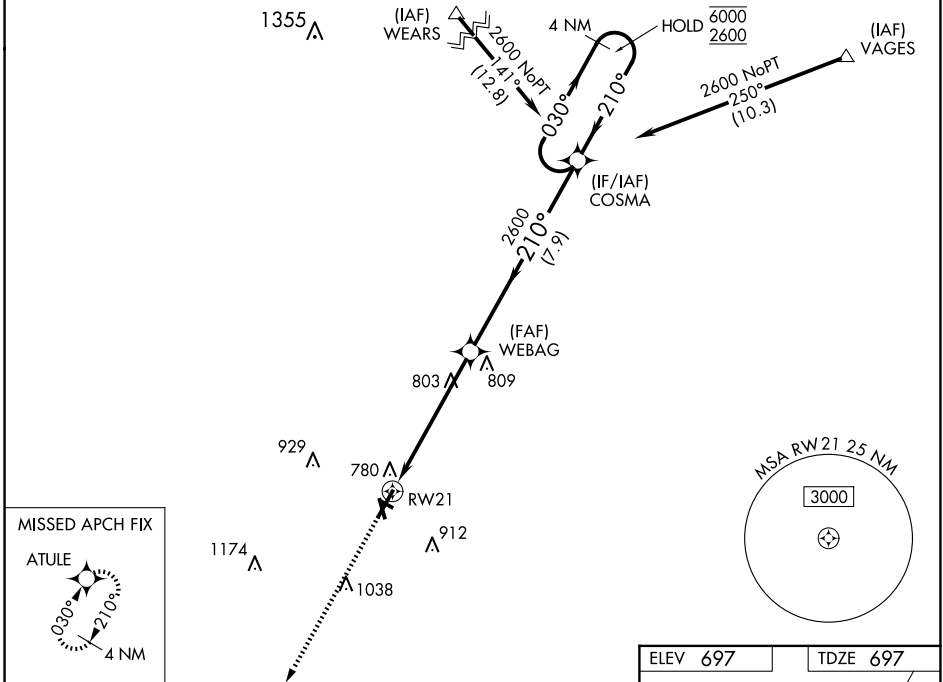 1355
(IAF)
WEARS
2600 NoPT
141°
(12.8)
4 NM
HOLD 6000
2600
030°
210°
(IAF)
VAGES
2600 NoPT
250°
(10.3)
(IF/IAF)
COSMA
2600
210°
(7.9)
(FAF)
WEBAG
803
809
929
780
RW21
912
1174
1038
MSA RW21 25 NM
3000
MISSED APCH FIX
ATULE
030°
210°
4 NM
ELEV 697
TDZE 697